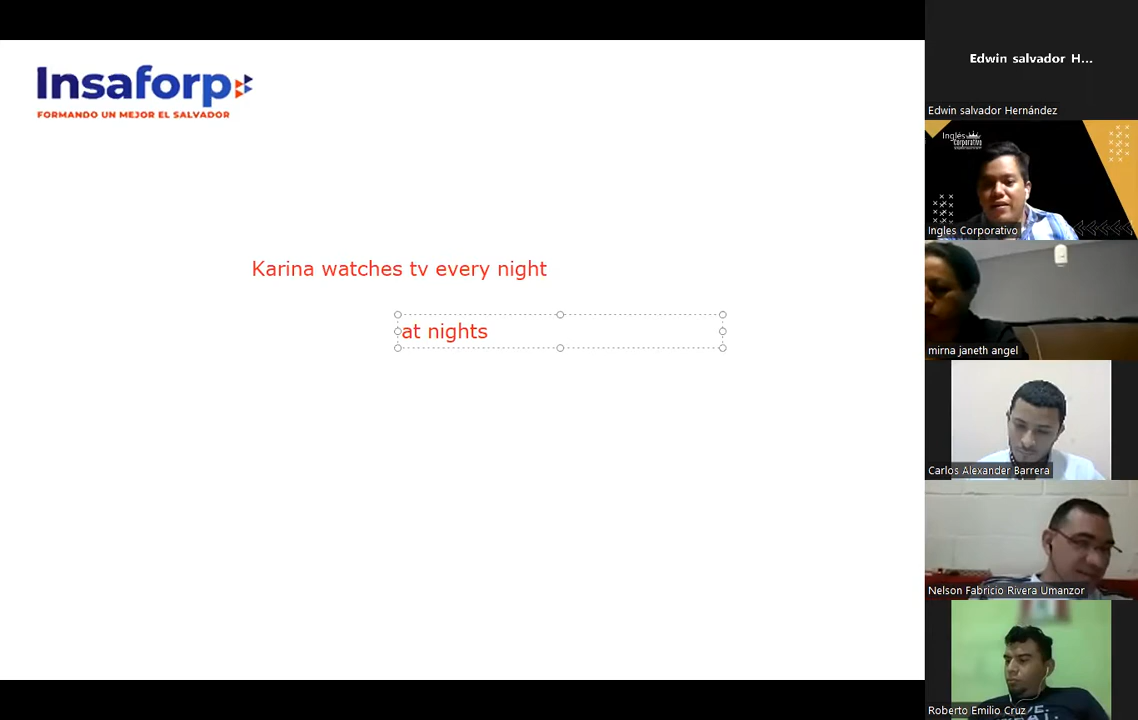 Insaforp
FORMANDO UN MEJOR EL SALVADOR
Karina watches tv every night
at nights
Edwin salvador H...
Edwin salvador Hernández
Inglés
corporativo
Ingles Corporativo
mirna janeth angel
Carlos Alexander Barrera
Nelson Fabricio Rivera Umanzor
Roberto Emilio Cruz